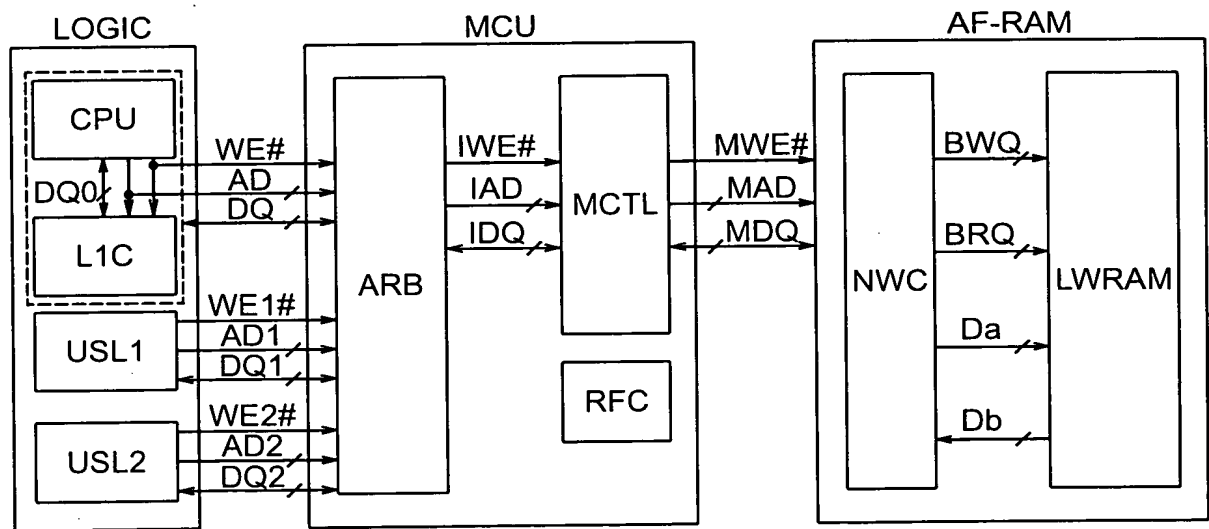 LOGIC
MCU
AF-RAM
CPU
DQ0
L1C
USL1
USL2
WE#
AD
DQ
WE1#
AD1
DQ1
WE2#
AD2
DQ2
ARB
IWE#
IAD
IDQ
MCTL
RFC
MWE#
MAD
MDQ
NWC
BWQ
BRQ
Da
Db
LWRAM